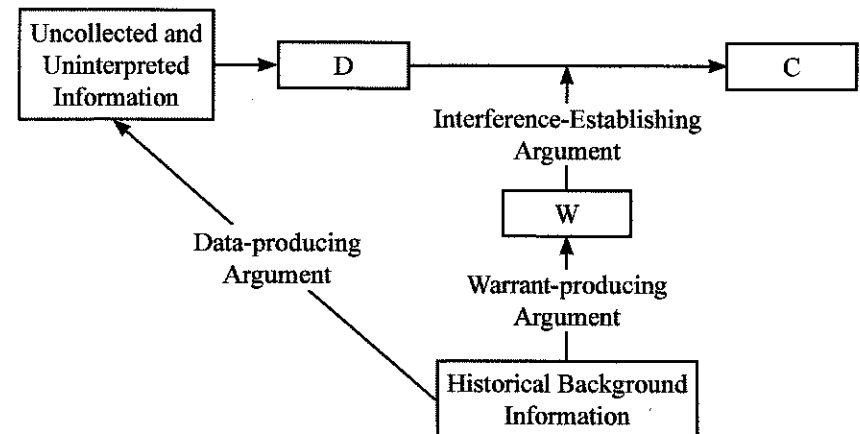 Uncollected and
Uninterpreted
Information
D
C
Interference-Establishing
Argument
W
Data-producing
Argument
Warrant-producing
Argument
Historical Background
Information